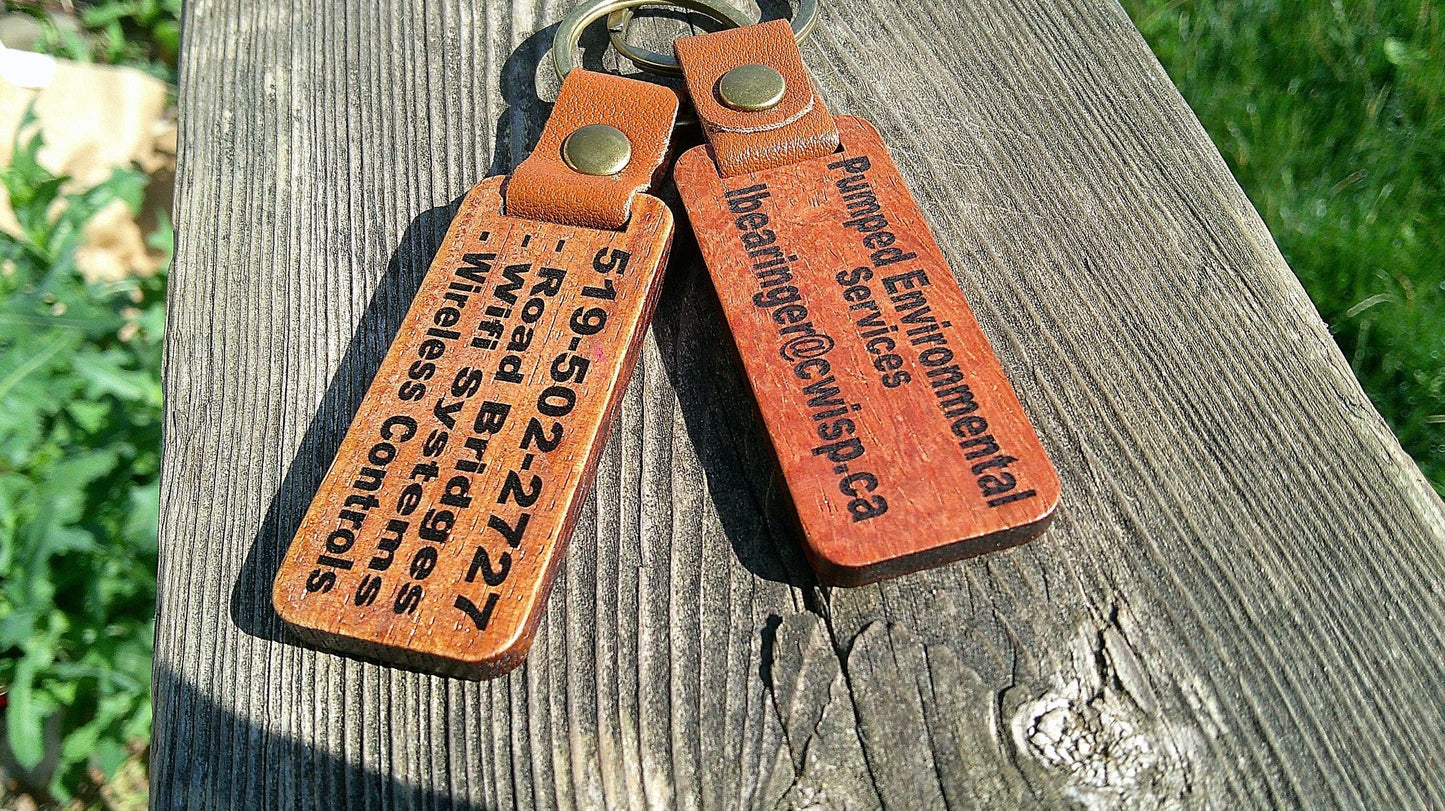 519-502-2727
- Road Bridges
- Wifi Systems
- Wireless Controls
Pumped Environmental
Services
lbearinger@cwisp.ca